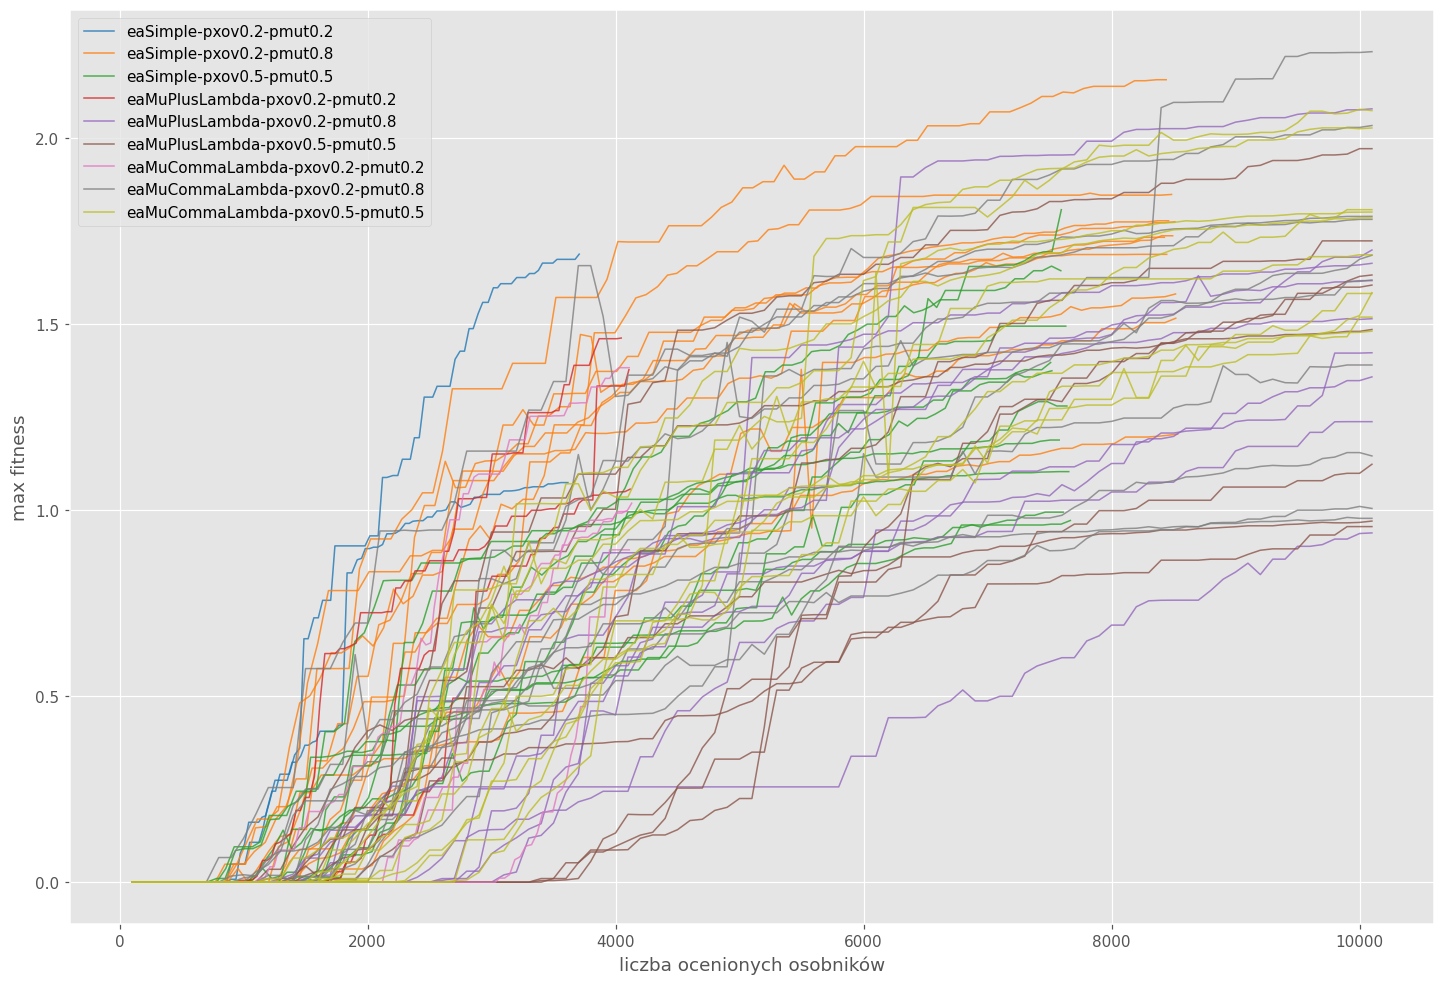 eaSimple-pxov0.2-pmut0.2
eaSimple-pxov0.2-pmut0.8
eaSimple-pxov0.5-pmut0.5
eaMuPlusLambda-pxov0.2-pmut0.2
eaMuPlusLambda-pxov0.2-pmut0.8
eaMuPlusLambda-pxov0.5-pmut0.5
eaMuCommaLambda-pxov0.2-pmut0.2
eaMuCommaLambda-pxov0.2-pmut0.8
eaMuCommaLambda-pxov0.5-pmut0.5
max fitness
2.0
1.5
1.0
0.5
0.0
0 2000 4000 6000 8000 10000
liczba ocenionych osobników